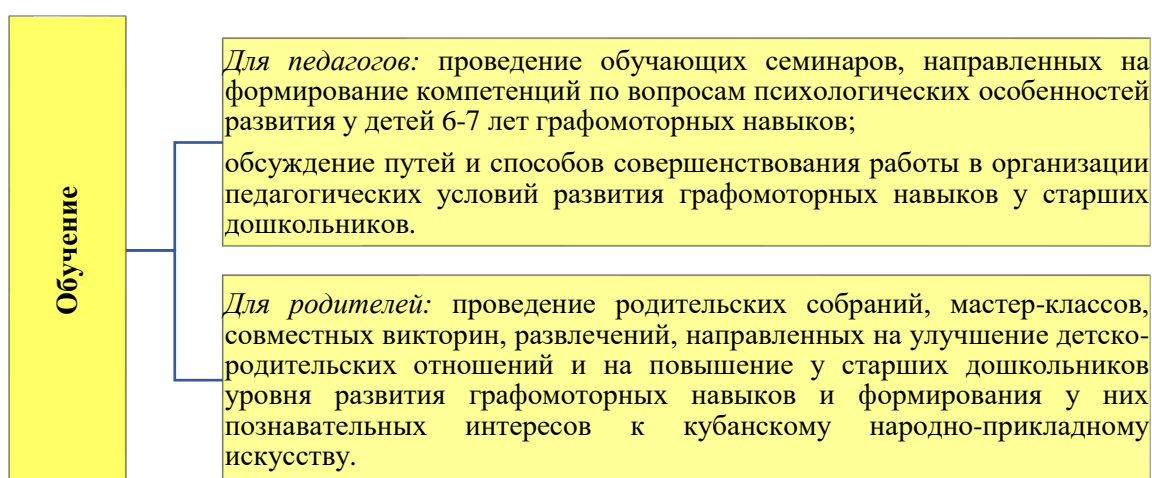 Обучение
Для педагогов: проведение обучающих семинаров, направленных на
формирование компетенций по вопросам психологических особенностей
развития у детей 6-7 лет графомоторных навыков;
обсуждение путей и способов совершенствования работы в организации
педагогических условий развития графомоторных навыков у старших
дошкольников.
Для родителей: проведение родительских собраний, мастер-классов,
совместных викторин, развлечений, направленных на улучшение детско-
родительских отношений и на повышение у старших дошкольников
уровня развития графомоторных навыков и формирования у них
познавательных интересов к кубанскому народно-прикладному
искусству.